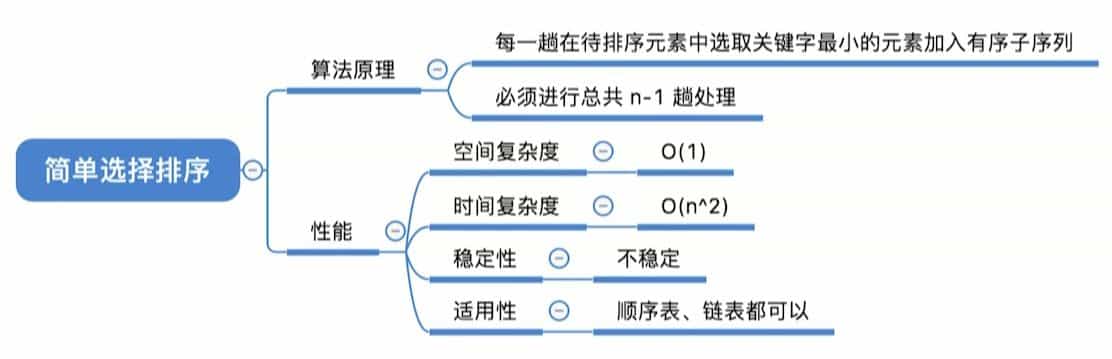 简单选择排序
算法原理
每一趟在待排序元素中选取关键字最小的元素加入有序子序列
必须进行总共 n-1 趟处理
性能
空间复杂度
O(1)
时间复杂度
O(n^2)
稳定性
不稳定
适用性
顺序表、链表都可以